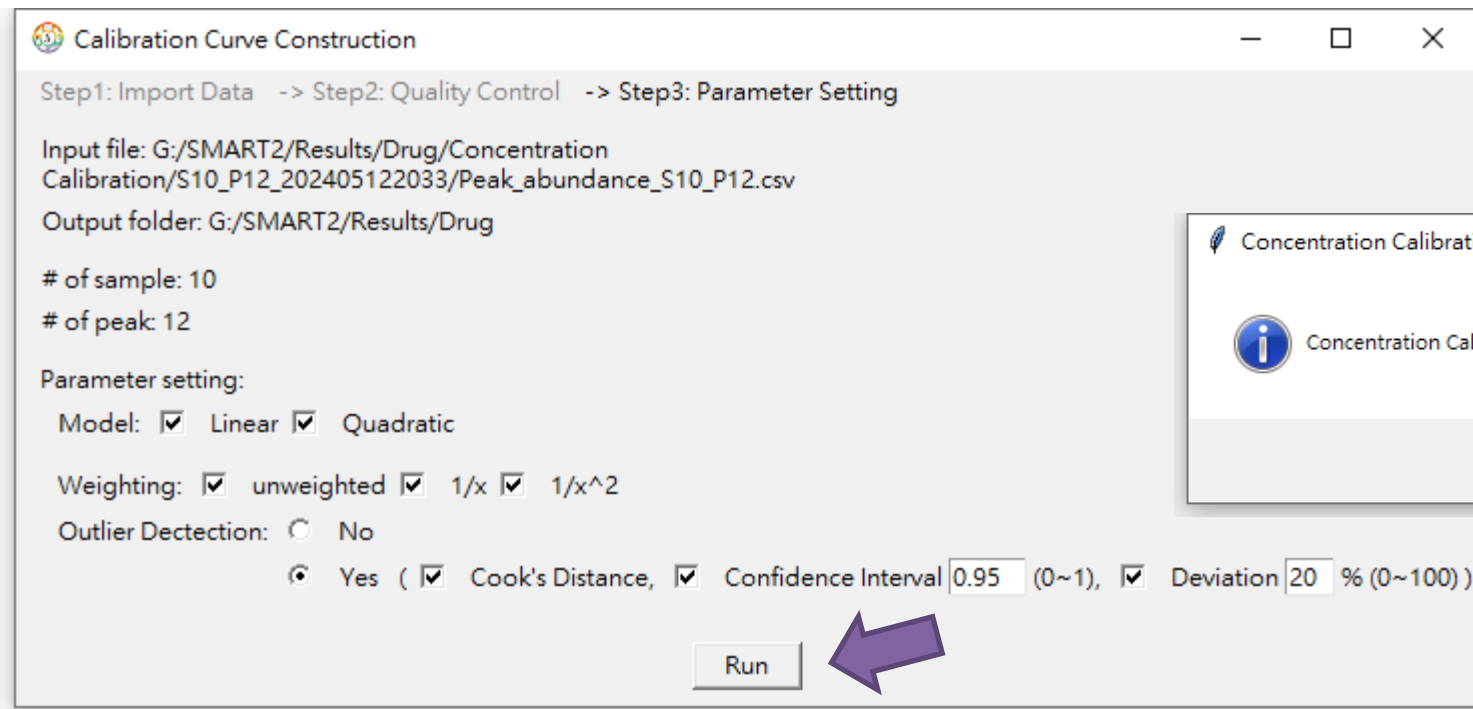 Calibration Curve Construction
Step1: Import Data -> Step2: Quality Control -> Step3: Parameter Setting
Input file: G:/SMART2/Results/Drug/Concentration
Calibration/S10_P12_202405122033/Peak_abundance_S10_P12.csv
Output folder: G:/SMART2/Results/Drug
# of sample: 10
# of peak: 12
Parameter setting:
Model: Linear Quadratic
Weighting: unweighted 1/x 1/x^2
Outlier Dectection: No
Yes ( Cook's Distance, Confidence Interval 0.95 (0~1), Deviation 20 % (0~100) )
Run
Concentration
Concentration